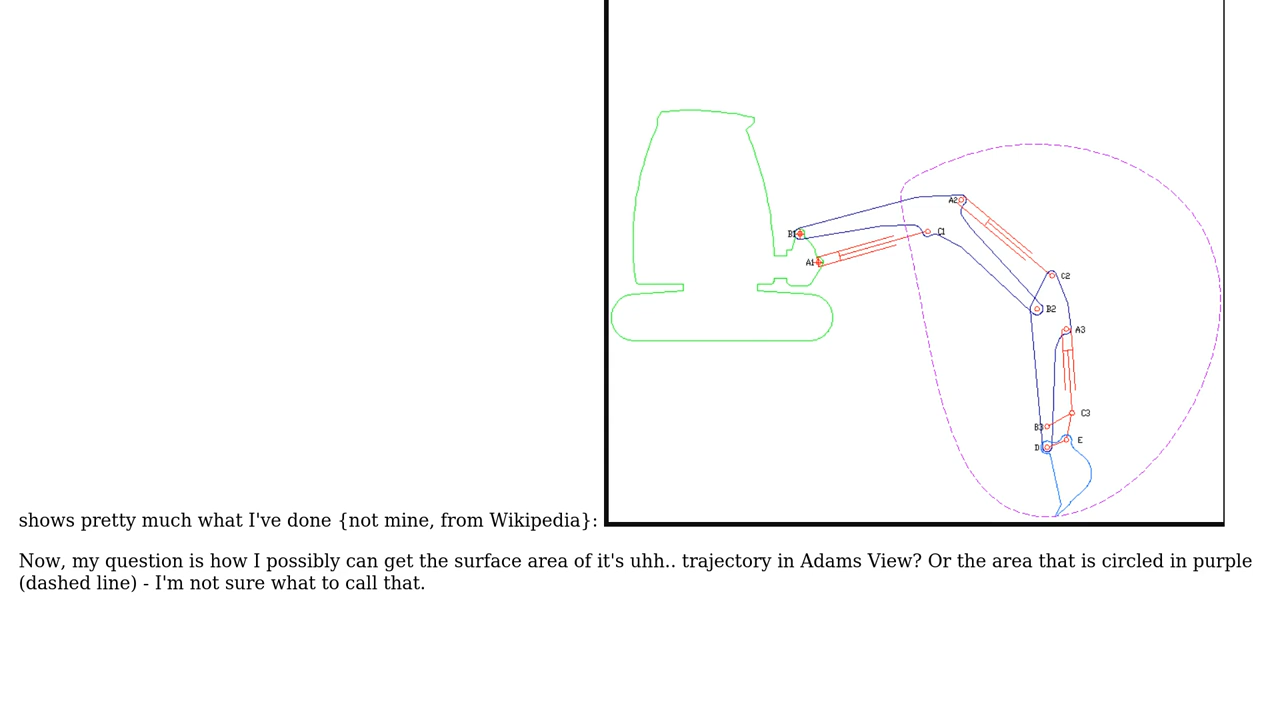 B1
A1
A2
C1
C2
B2
A3
C3
B3
E
D
shows pretty much what I've done {not mine, from Wikipedia}:
Now, my question is how I possibly can get the surface area of it's uhh.. trajectory in Adams View? Or the area that is circled in purple
(dashed line) - I'm not sure what to call that.